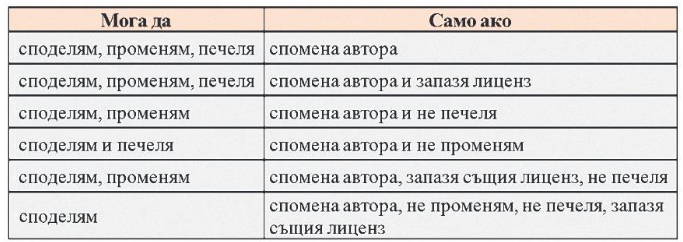 Мога да Само ако
споделям, променям, печеля спомена автора
споделям, променям, печеля спомена автора и запазя лиценз
споделям, променям спомена автора и не печеля
споделям и печеля спомена автора и не променям
споделям, променям спомена автора, запазя същия лиценз, не печеля
споделям спомена автора, не променям, не печеля, запазя
същия лиценз